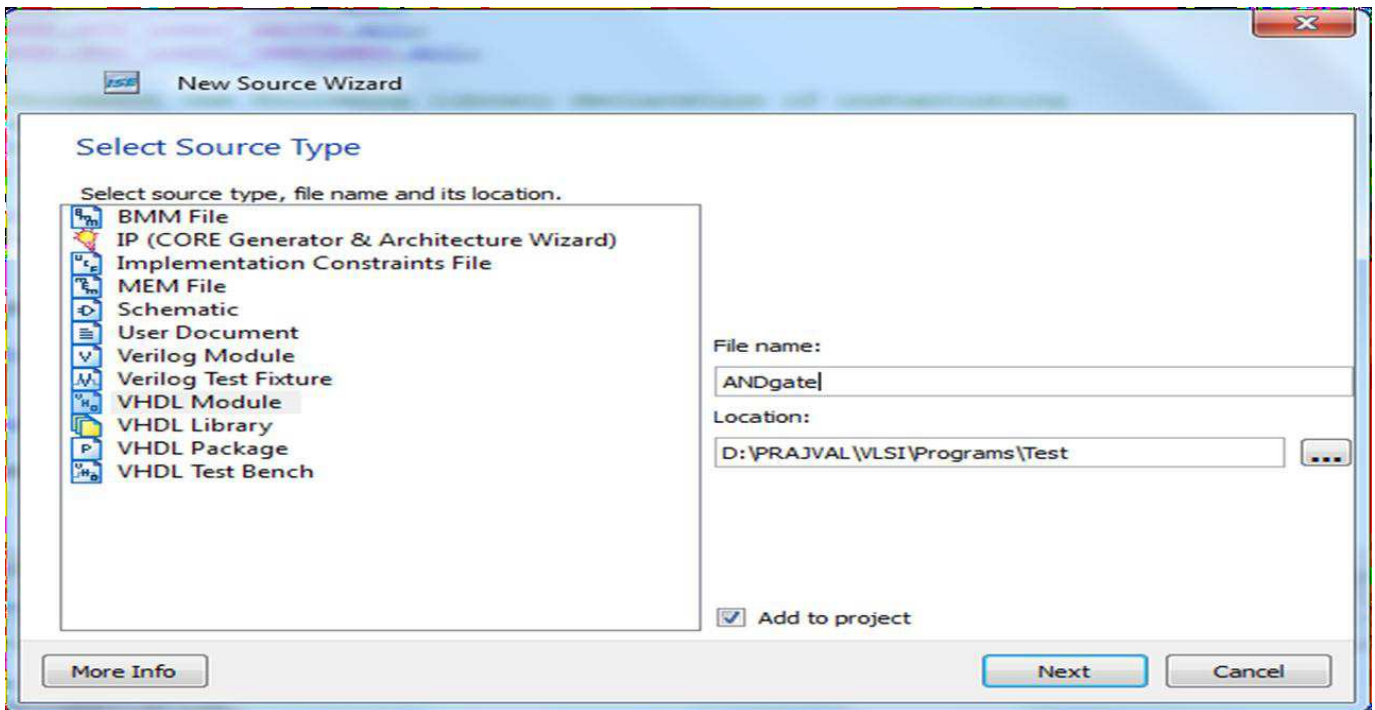 ISE New Source Wizard
Select Source Type
Select source type, file name and its location.
BMM File
IP (CORE Generator & Architecture Wizard)
Implementation Constraints File
MEM File
Schematic
User Document
Verilog Module
Verilog Test Fixture
VHDL Module
VHDL Library
VHDL Package
VHDL Test Bench
File name:
ANDgate
Location:
D:\PRAJVAL\VLSI\Programs\Test
...
Add to project
More Info
Next
Cancel